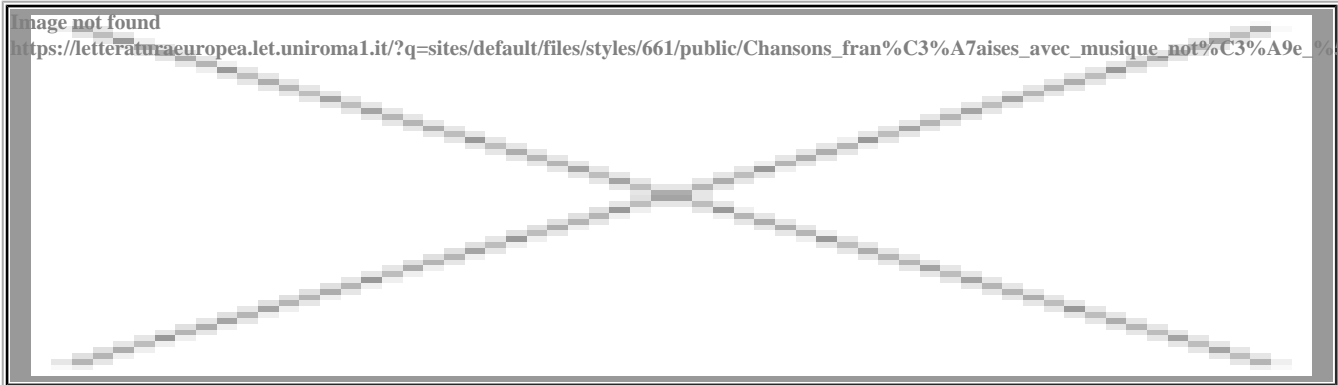 Image not found
https://letteraturaeuropea.let.uniroma1.it/?q=sites/default/files/styles/661/public/Chansons_fran%C3%A7aises_avec_musique_not%C3%A9e_%